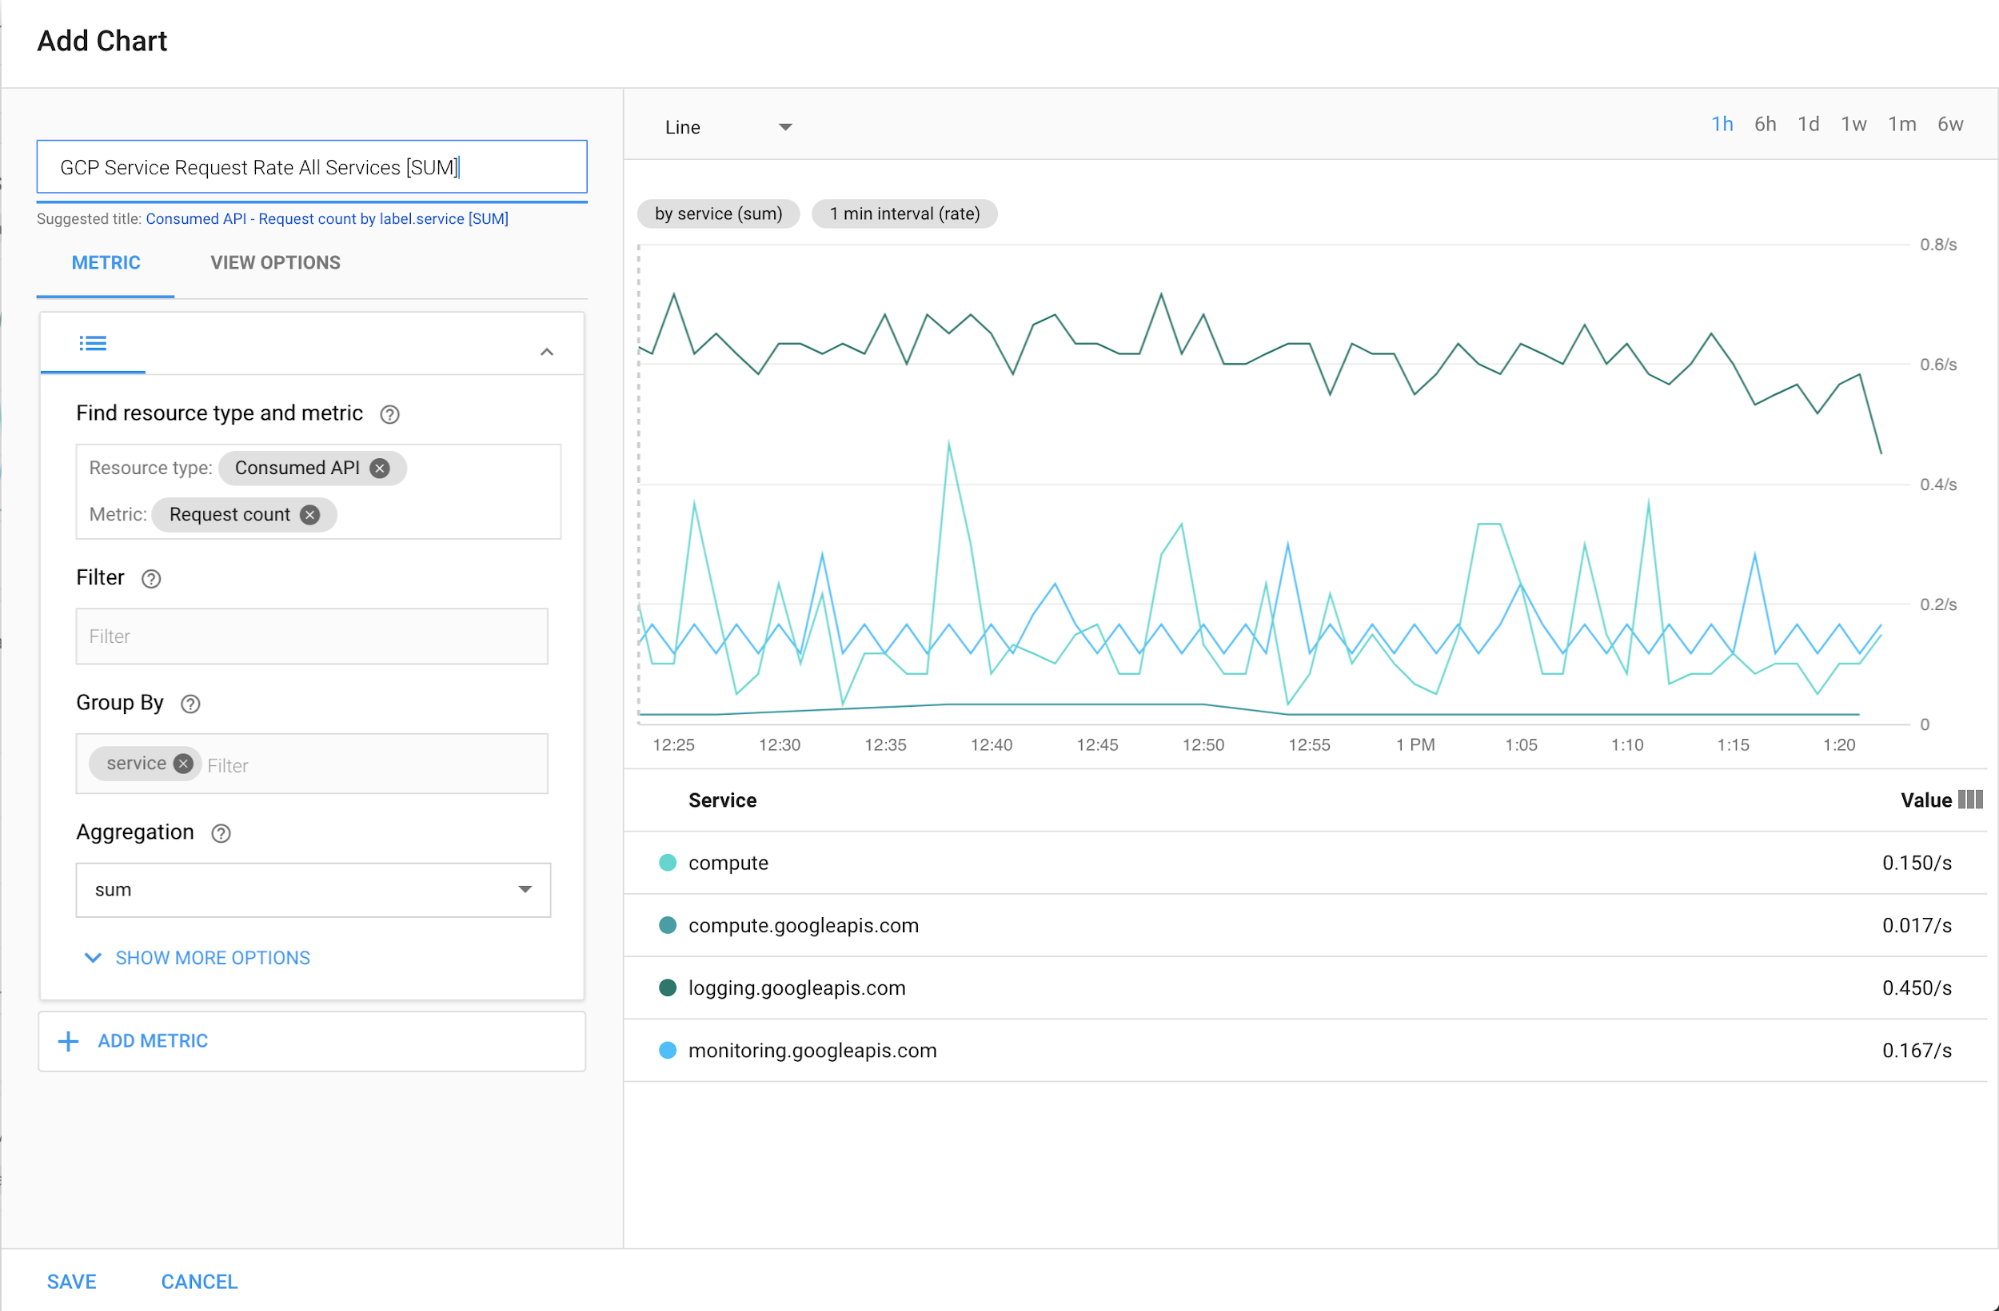 Add Chart
GCP Service Request Rate All Services [SUM]
Suggested title: Consumed API - Request count by label.service [SUM]
METRIC VIEW OPTIONS
Find resource type and metric ?
Resource type: Consumed API
Metric: Request count
Filter ?
Filter
Group By ?
service Filter
Aggregation ?
sum
SHOW MORE OPTIONS
ADD METRIC
Line
1h 6h 1d 1w 1m 6w
by service (sum) 1 min interval (rate)
0.8/s
0.6/s
0.4/s
0.2/s
0
12:25 12:30 12:35 12:40 12:45 12:50 12:55 1 PM 1:05 1:10 1:15 1:20
Service Value
compute 0.150/s
compute.googleapis.com 0.017/s
logging.googleapis.com 0.450/s
monitoring.googleapis.com 0.167/s
SAVE CANCEL